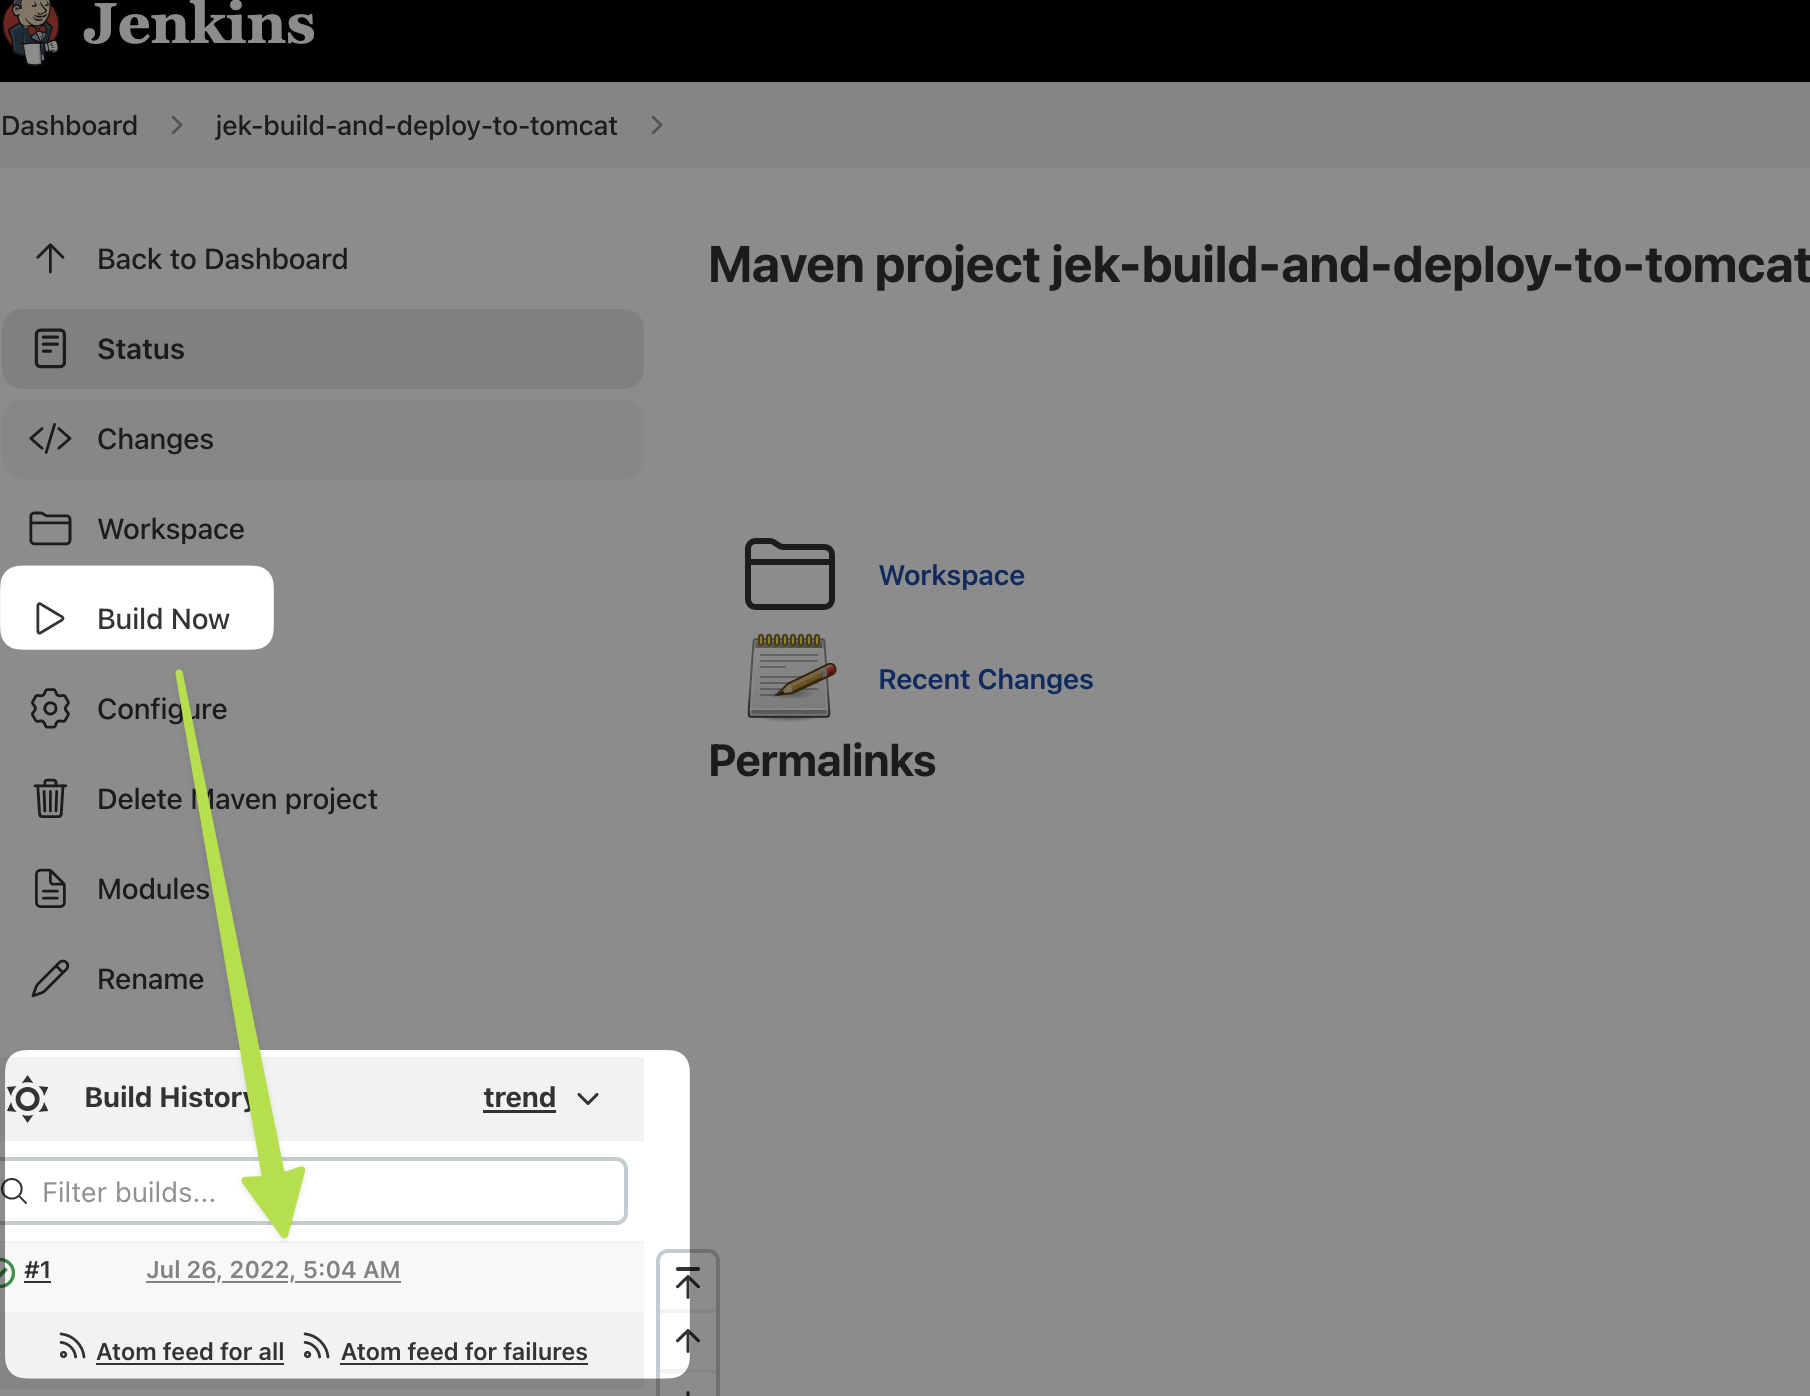 Jenkins
Dashboard
jek-build-and-deploy-to-tomcat
Back to Dashboard
Status
Changes
Workspace
Build Now
Configure
Delete Maven project
Modules
Rename
Build History
trend
Filter builds...
#1
Jul 26, 2022, 5:04 AM
Atom feed for all
Atom feed for failures
Maven project jek-build-and-deploy-to-tomcat
Workspace
Recent Changes
Permalinks